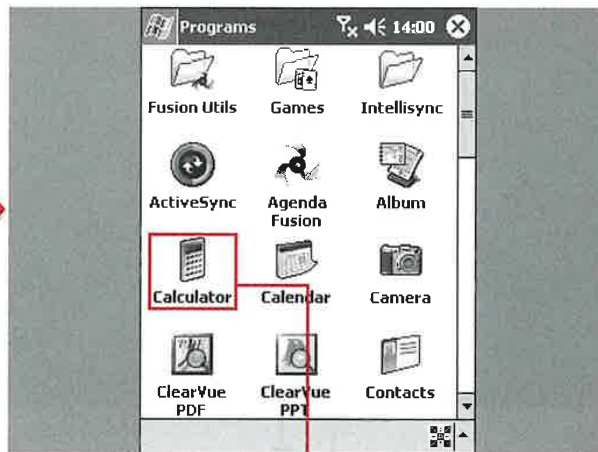 Programs 14:00
Fusion Utils Games Intellisync
ActiveSync Agenda Fusion Album
Calculator Calendar Camera
ClearVue PDF ClearVue PPT Contacts